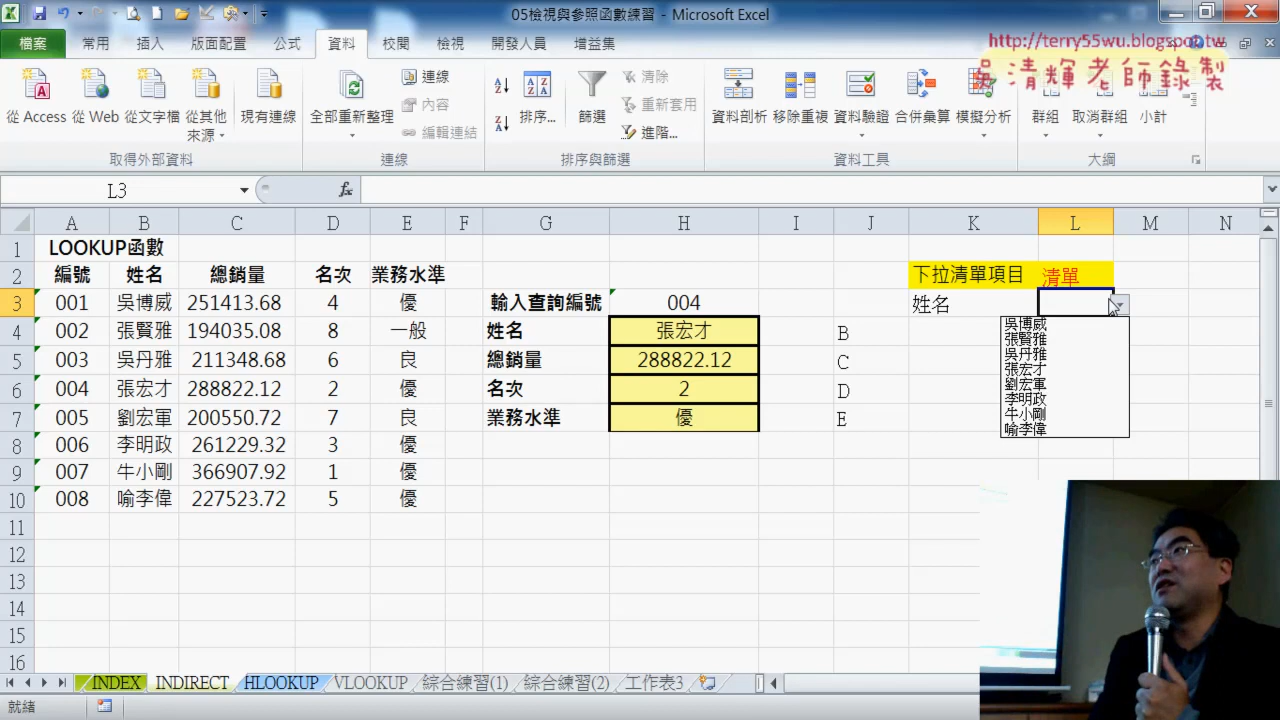 05檢視與參照函數練習 - Microsoft Excel
檔案 常用 插入 版面配置 公式 資料 校閱 檢視 開發人員 增益集
http://terry55wu.blogspot.tw
吳清輝老師錄製
從 Access 從 Web 從文字檔 從其他來源 現有連線 全部重新整理 連線 內容 編輯連結 排序... 篩選 清除 重新套用 進階... 資料剖析 移除重複 資料驗證 合併彙算 模擬分析 群組 取消群組 小計
取得外部資料 連線 排序與篩選 資料工具 大綱
L3 fx
A B C D E F G H I J K L M N
1 LOOKUP函數
2 編號 姓名 總銷量 名次 業務水準 下拉清單項目 清單
3 001 吳博威 251413.68 4 優 輸入查詢編號 004 姓名
4 002 張賢雅 194035.08 8 一般 姓名 張宏才 B
5 003 吳丹雅 211348.68 6 良 總銷量 288822.12 C
6 004 張宏才 288822.12 2 優 名次 2 D
7 005 劉宏軍 200550.72 7 良 業務水準 優 E
8 006 李明政 261229.32 3 優
9 007 牛小剛 366907.92 1 優
10 008 喻李偉 227523.72 5 優
11
12
13
14
15
16
吳博威
張賢雅
吳丹雅
張宏才
劉宏軍
李明政
牛小剛
喻李偉
INDEX INDIRECT HLOOKUP VLOOKUP 綜合練習(1) 綜合練習(2) 工作表3
就緒